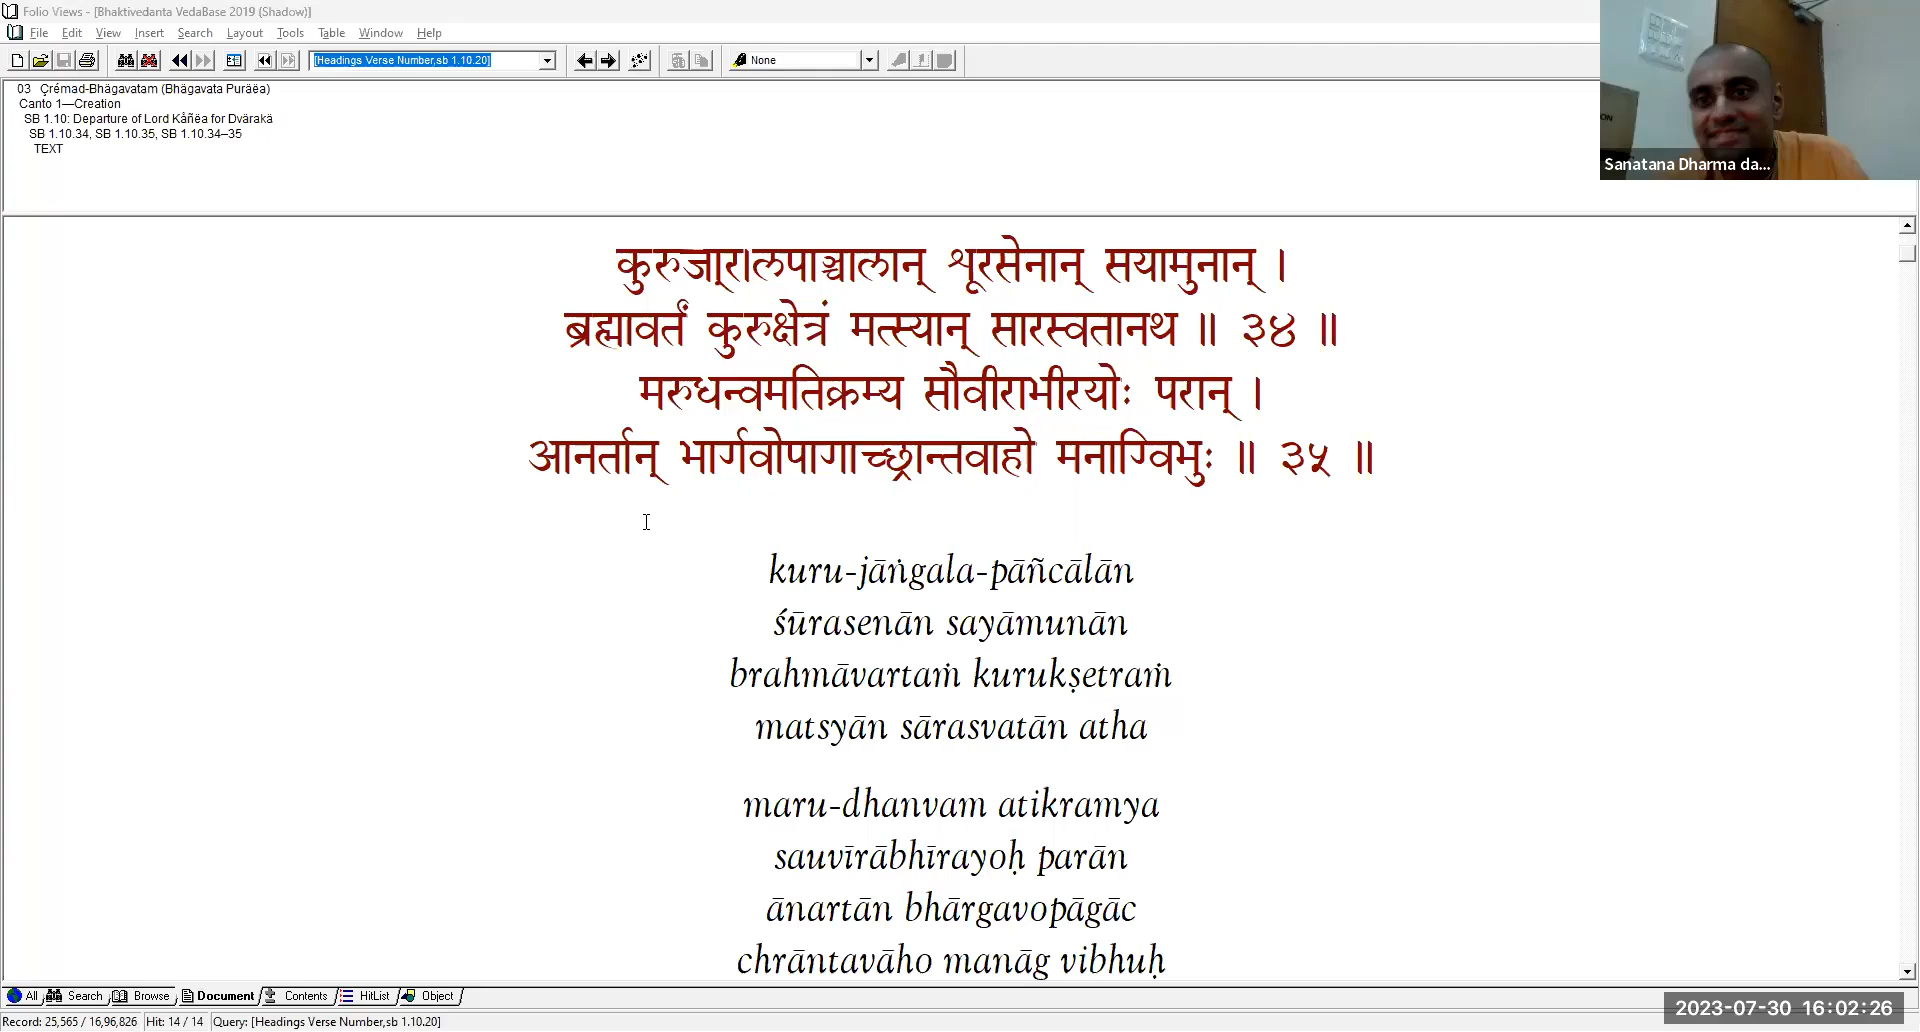 Folio Views - [Bhaktivedanta VedaBase 2019 (Shadow)]
File Edit View Insert Search Layout Tools Table Window Help
[Headings Verse Number,sb 1.10.20] None
03 Çrémad-Bhägavatam (Bhägavata Puräëa)
Canto 1—Creation
SB 1.10: Departure of Lord Kåñëa for Dvärakä
SB 1.10.34, SB 1.10.35, SB 1.10.34–35
TEXT
Sanatana Dharma da...
कुरुजा्र।लपाञ्चालान् शूरसेनान् सयामुनान् ।
ब्रह्मावर्तं कुरुक्षेत्रं मत्स्यान् सारस्वतानथ ॥ ३४ ॥
मरुधन्वमतिक्रम्य सौवीराभीरयोः परान् ।
आनर्तान् भार्गवोपागाच्छ्रान्तवाहो मनाग्विभुः ॥ ३५ ॥
kuru-jāṅgala-pāñcālān
śūrasenān sayāmunān
brahmāvartaṁ kurukṣetraṁ
matsyān sārasvatān atha
maru-dhanvam atikramya
sauvīrābhīrayoḥ parān
ānartān bhārgavopāgāc
chrāntavāho manāg vibhuḥ
All Search Browse Document Contents HitList Object
Record: 25,565 / 16,96,826 Hit: 14 / 14 Query: [Headings Verse Number,sb 1.10.20]
2023-07-30 16:02:26